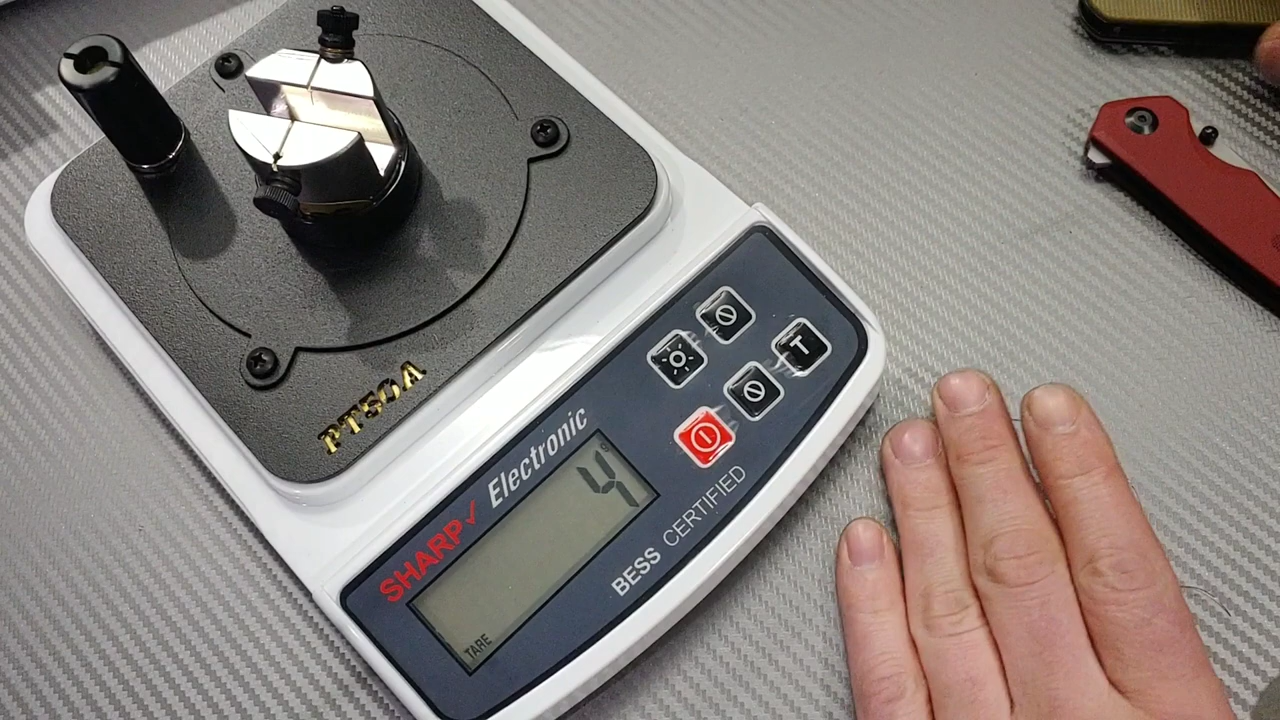 PT50A
T
SHARP✓ Electronic
4 g
TARE
BESS CERTIFIED